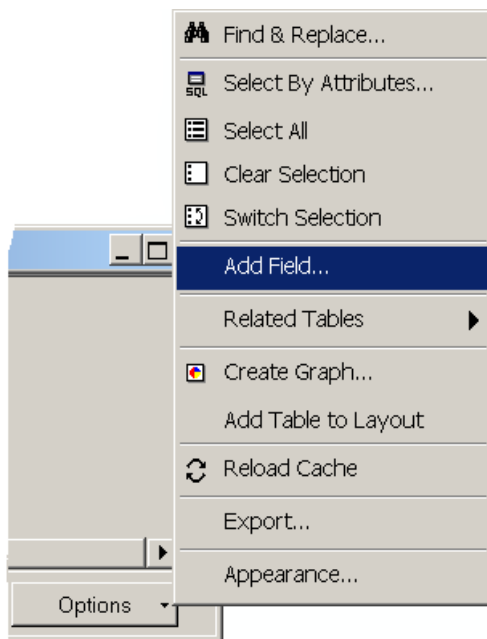 Find & Replace...
SQL
Select By Attributes...
Select All
Clear Selection
Switch Selection
Add Field...
Related Tables
Create Graph...
Add Table to Layout
Reload Cache
Export...
Appearance...
Options